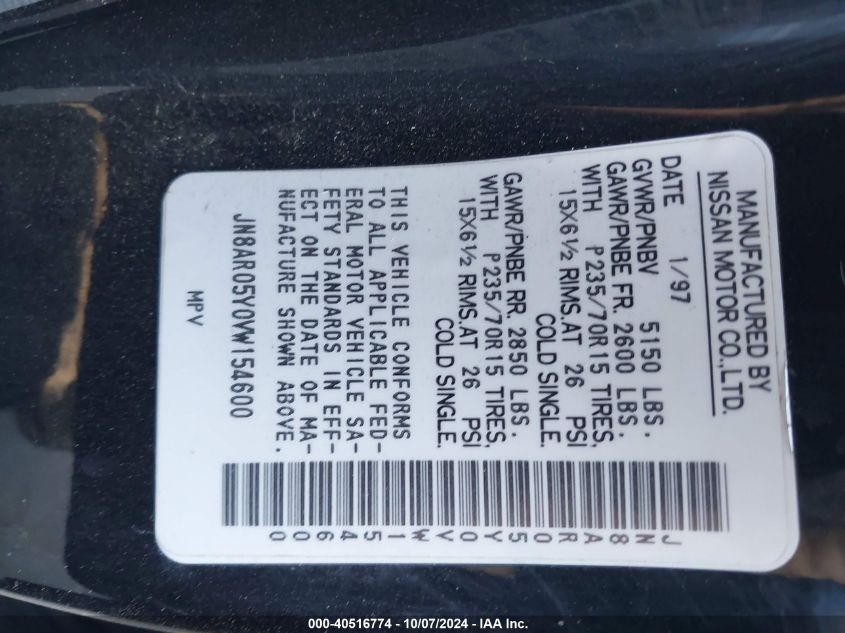 MANUFACTURED BY
NISSAN MOTOR CO.,LTD.
DATE 1/97
GVWR/PNBV 5150 LBS.
GAWR/PNBE FR. 2600 LBS.
WITH P235/70R15 TIRES,
15X6½ RIMS.AT 26 PSI
COLD SINGLE.
GAWR/PNBE RR. 2850 LBS.
WITH P235/70R15 TIRES,
15X6½ RIMS.AT 26 PSI
COLD SINGLE.
THIS VEHICLE CONFORMS
TO ALL APPLICABLE FED-
ERAL MOTOR VEHICLE SA-
FETY STANDARDS IN EFF-
ECT ON THE DATE OF MA-
NUFACTURE SHOWN ABOVE.
JN8AR05Y0VW154600
MPV
JN8AR05Y0VW154600
000-40516774 - 10/07/2024 - IAA Inc.